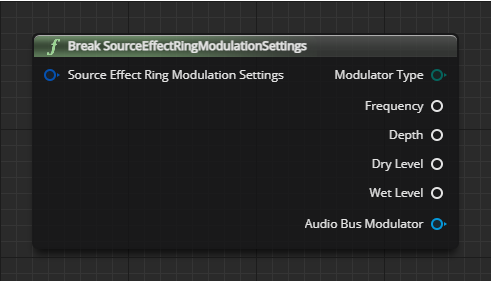 f Break SourceEffectRingModulationSettings
Source Effect Ring Modulation Settings Modulator Type
Frequency
Depth
Dry Level
Wet Level
Audio Bus Modulator